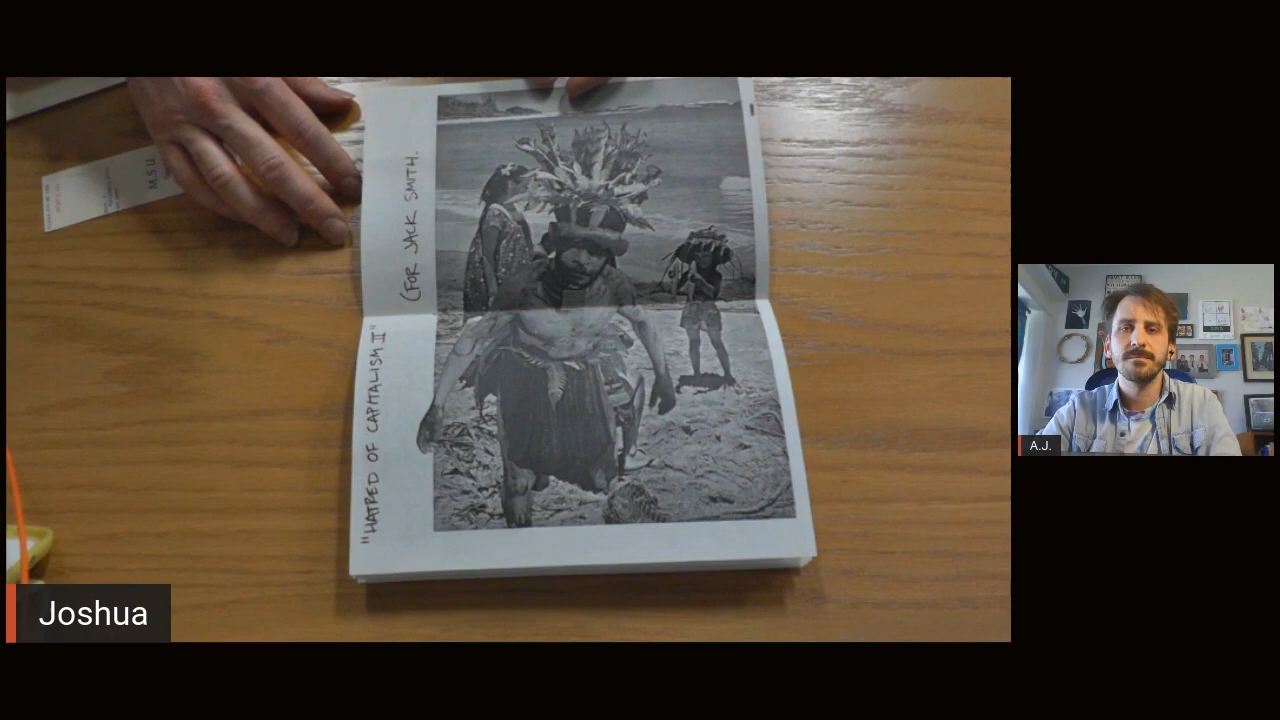 "HATRED OF CAPITALISM II"
(FOR JACK SMITH.
M.S.U.
Joshua
A.J.